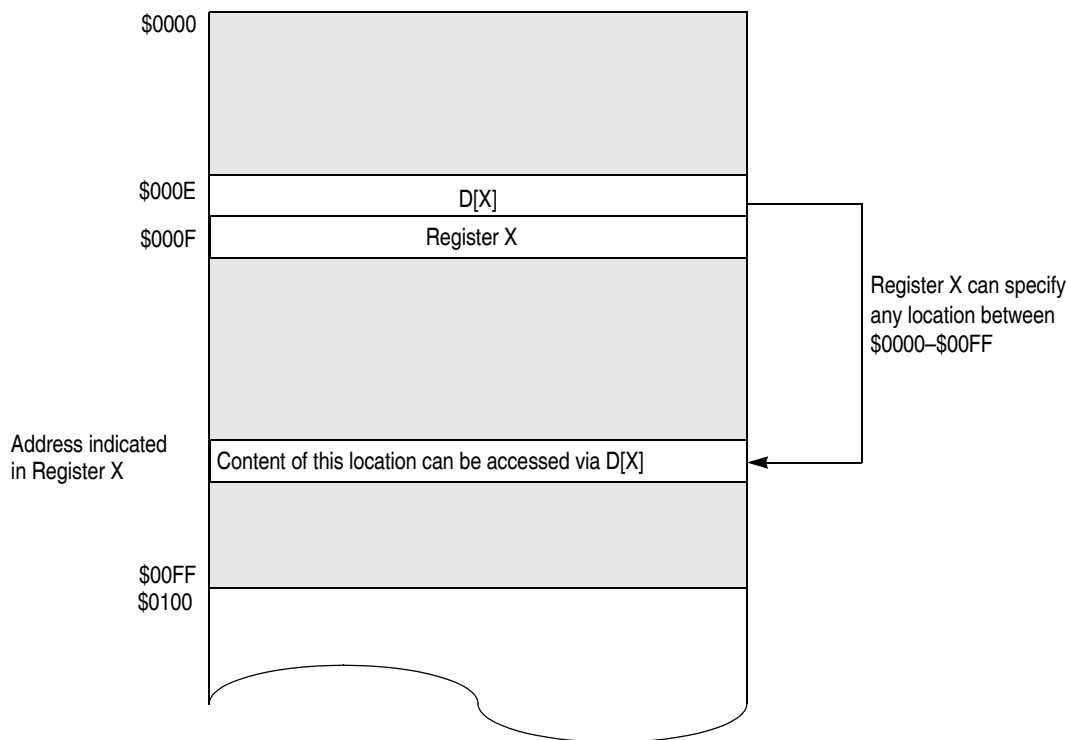 $0000
$000E
D[X]
$000F
Register X
Register X can specify
any location between
$0000–$00FF
Address indicated
in Register X
Content of this location can be accessed via D[X]
$00FF
$0100